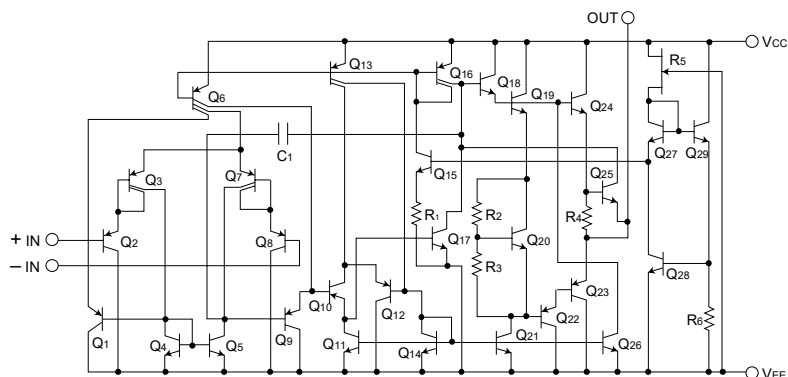 OUT
VCC
Q6
Q13
Q16
Q18
Q19
Q24
R5
C1
Q3
Q7
Q15
Q25
Q27
Q29
+ IN
Q2
Q8
R1
Q17
R2
Q20
R4
− IN
R3
Q28
Q10
Q12
Q22
Q23
Q1
Q4
Q5
Q9
Q11
Q14
Q21
Q26
R6
VEE